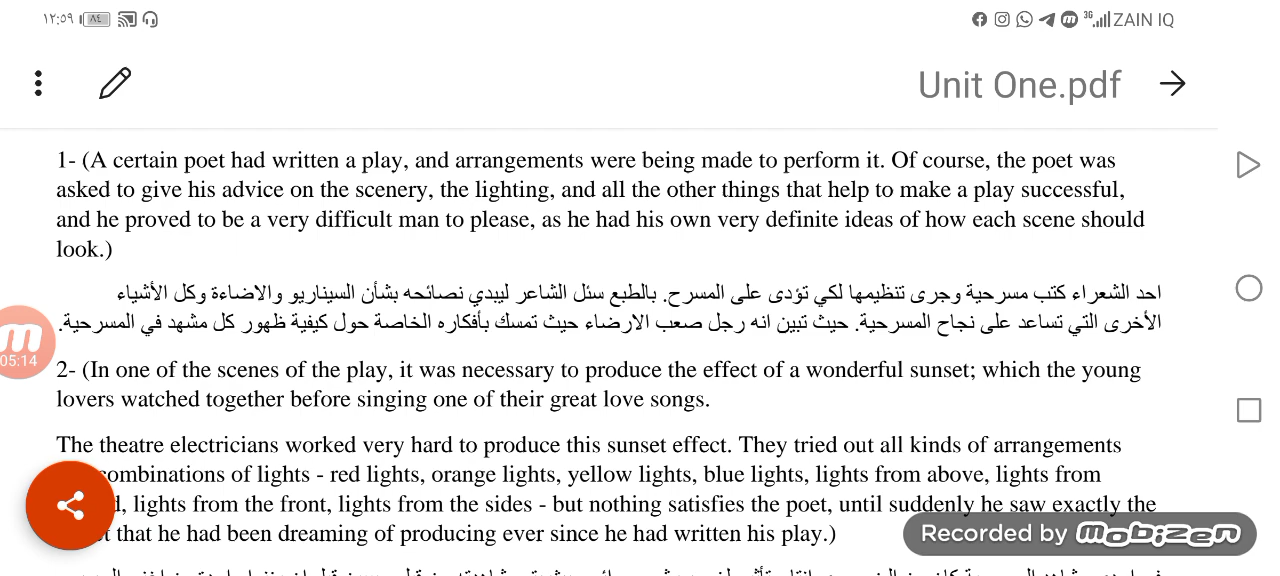 ١٢:٥٩ ٨٤ 3G ZAIN IQ
Unit One.pdf
1- (A certain poet had written a play, and arrangements were being made to perform it. Of course, the poet was
asked to give his advice on the scenery, the lighting, and all the other things that help to make a play successful,
and he proved to be a very difficult man to please, as he had his own very definite ideas of how each scene should
look.)
احد الشعراء كتب مسرحية وجرى تنظيمها لكي تؤدى على المسرح. بالطبع سئل الشاعر ليبدي نصائحه بشأن السيناريو والاضاءة وكل الأشياء
الأخرى التي تساعد على نجاح المسرحية. حيث تبين انه رجل صعب الارضاء حيث تمسك بأفكاره الخاصة حول كيفية ظهور كل مشهد في المسرحية.
05:14
2- (In one of the scenes of the play, it was necessary to produce the effect of a wonderful sunset; which the young
lovers watched together before singing one of their great love songs.
The theatre electricians worked very hard to produce this sunset effect. They tried out all kinds of arrangements
combinations of lights - red lights, orange lights, yellow lights, blue lights, lights from above, lights from
lights from the front, lights from the sides - but nothing satisfies the poet, until suddenly he saw exactly the
that he had been dreaming of producing ever since he had written his play.)
Recorded by mobizen